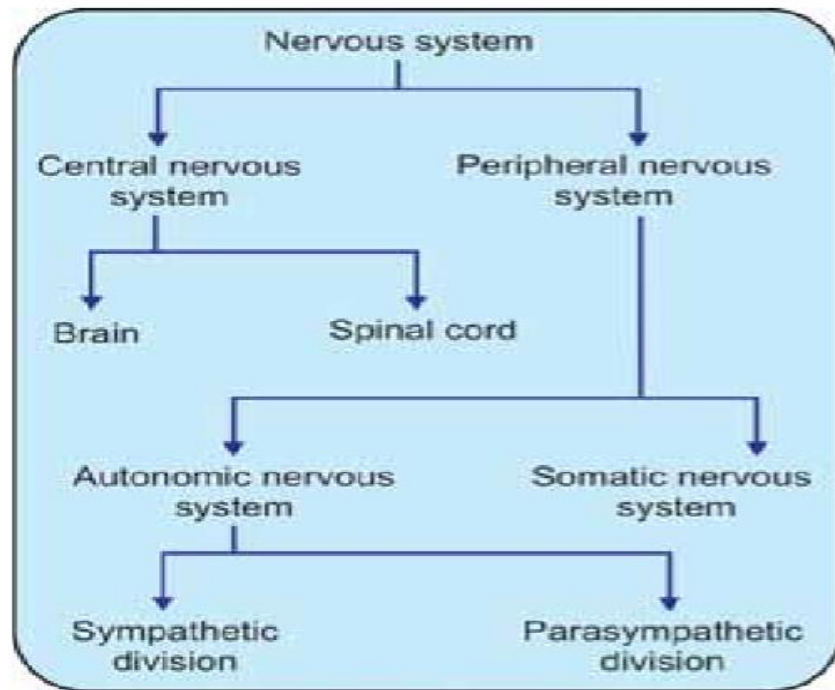 Nervous system
Central nervous
system
Peripheral nervous
system
Brain
Spinal cord
Autonomic nervous
system
Somatic nervous
system
Sympathetic
division
Parasympathetic
division